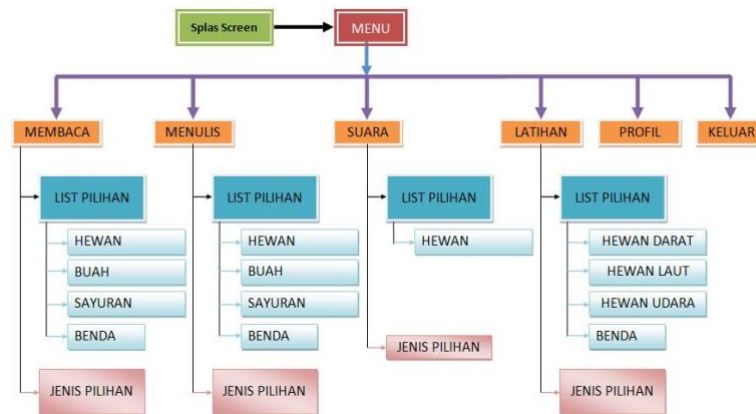 Splas Screen
MENU
MEMBACA
MENULIS
SUARA
LATIHAN
PROFIL
KELUAR
LIST PILIHAN
HEWAN
BUAH
SAYURAN
BENDA
JENIS PILIHAN
LIST PILIHAN
HEWAN
BUAH
SAYURAN
BENDA
JENIS PILIHAN
LIST PILIHAN
HEWAN
JENIS PILIHAN
LIST PILIHAN
HEWAN DARAT
HEWAN LAUT
HEWAN UDARA
BENDA
JENIS PILIHAN